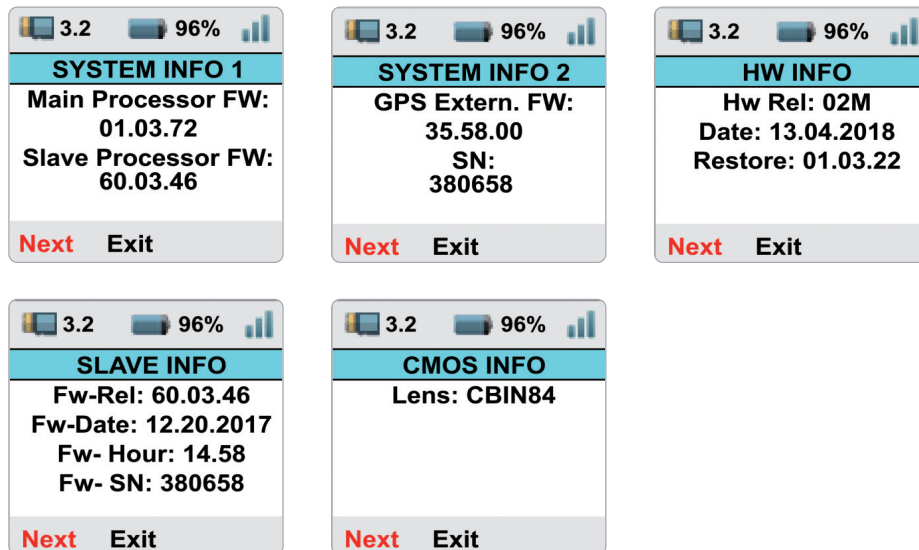 3.2 96%
SYSTEM INFO 1
Main Processor FW:
01.03.72
Slave Processor FW:
60.03.46
Next Exit
3.2 96%
SYSTEM INFO 2
GPS Extern. FW:
35.58.00
SN:
380658
Next Exit
3.2 96%
HW INFO
Hw Rel: 02M
Date: 13.04.2018
Restore: 01.03.22
Next Exit
3.2 96%
SLAVE INFO
Fw-Rel: 60.03.46
Fw-Date: 12.20.2017
Fw- Hour: 14.58
Fw- SN: 380658
Next Exit
3.2 96%
CMOS INFO
Lens: CBIN84
Next Exit